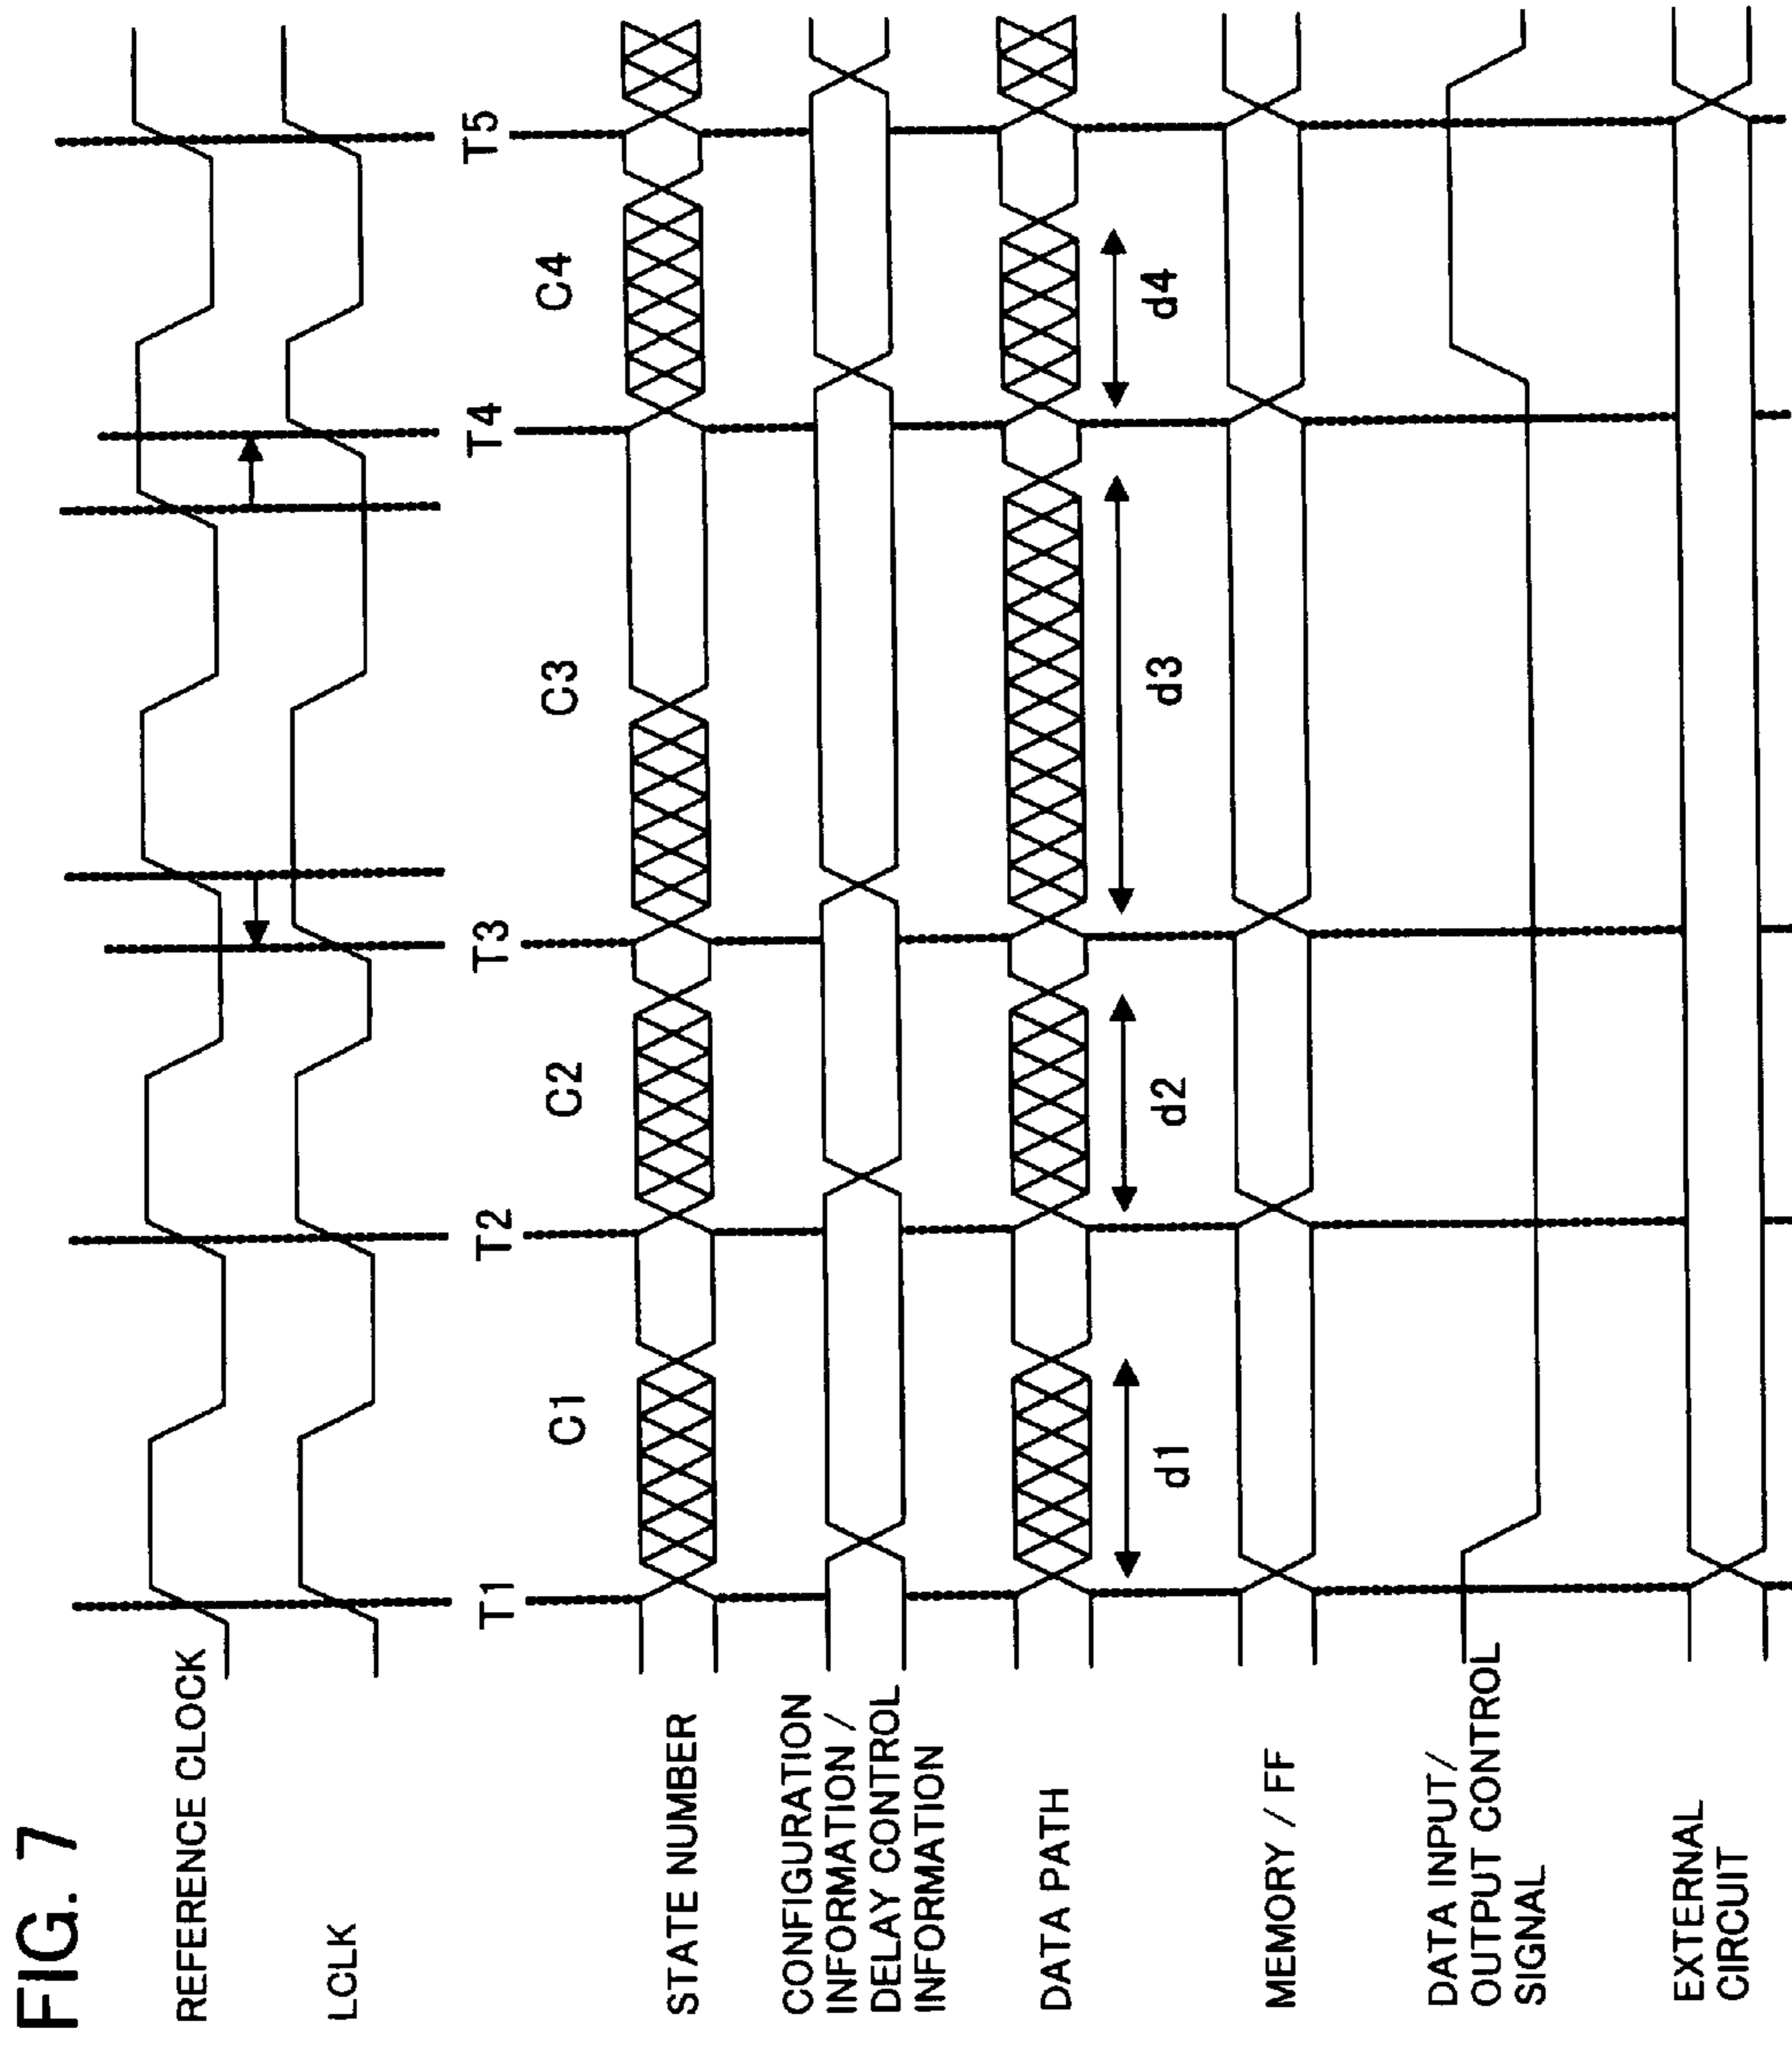 FIG. 7
REFERENCE CLOCK
LCLK
T1
T2
T3
T4
T5
C1
C2
C3
C4
STATE NUMBER
CONFIGURATION
INFORMATION /
DELAY CONTROL
INFORMATION
DATA PATH
d1
d2
d3
d4
MEMORY / FF
DATA INPUT/
OUTPUT CONTROL
SIGNAL
EXTERNAL
CIRCUIT